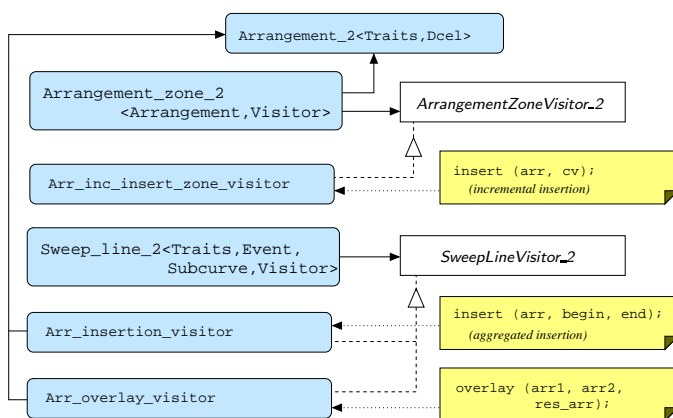 Arrangement_2<Traits,Dcel>
Arrangement_zone_2
<Arrangement,Visitor>
ArrangementZoneVisitor_2
Arr_inc_insert_zone_visitor
insert (arr, cv);
(incremental insertion)
Sweep_line_2<Traits,Event,
Subcurve,Visitor>
SweepLineVisitor_2
Arr_insertion_visitor
insert (arr, begin, end);
(aggregated insertion)
Arr_overlay_visitor
overlay (arr1, arr2,
res_arr);